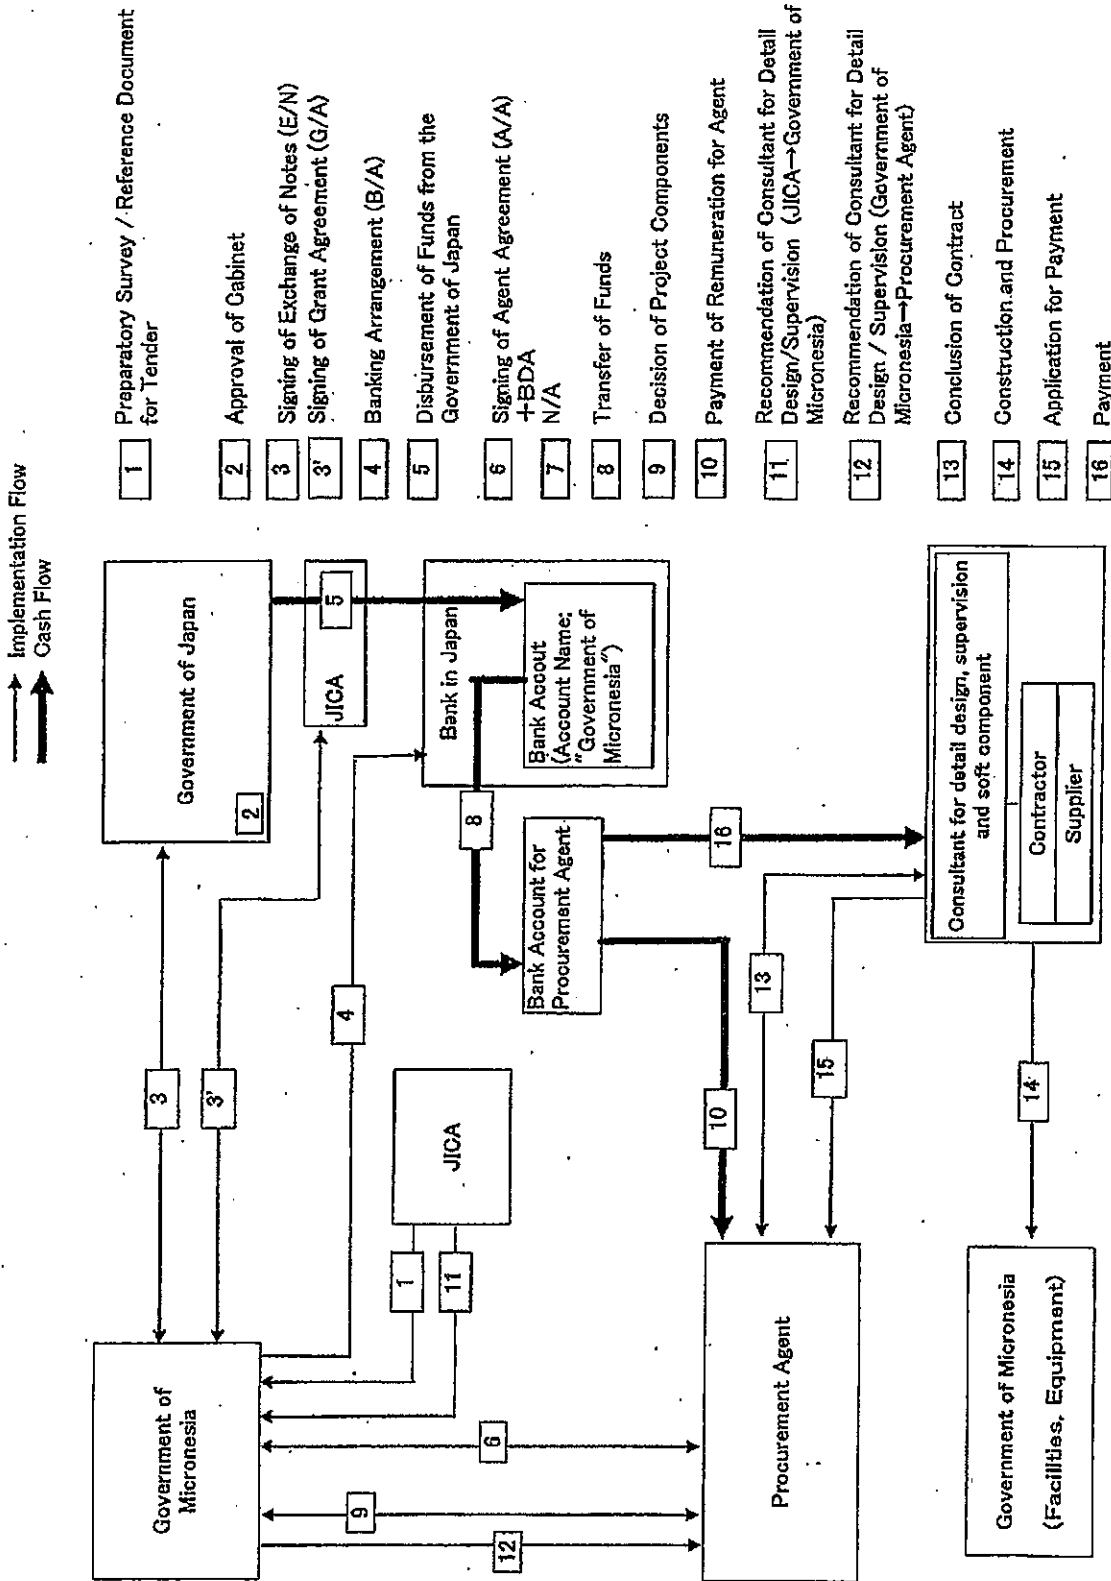 Implementation Flow
Cash Flow
Government of
Micronesia
3
3'
4
Government of Japan
2
JICA
5
JICA
1
11
Bank in Japan
Bank Accout
(Account Name:
"Government of
Micronesia")
8
Bank Account for
Procurement Agent
6
9
12
10
16
13
15
Procurement Agent
Consultant for detail design, supervision
and soft component
Contractor
Supplier
14
Government of Micronesia
(Facilities, Equipment)
1 Preparatory Survey / Reference Document
for Tender
2 Approval of Cabinet
3 Signing of Exchange of Notes (E/N)
3' Signing of Grant Agreement (G/A)
4 Banking Arrangement (B/A)
5 Disbursement of Funds from the
Government of Japan
6 Signing of Agent Agreement (A/A)
+BDA
7 N/A
8 Transfer of Funds
9 Decision of Project Components
10 Payment of Remuneration for Agent
11 Recommendation of Consultant for Detail
Design/Supervision (JICA→Government of
Micronesia)
12 Recommendation of Consultant for Detail
Design / Supervision (Government of
Micronesia→Procurement Agent)
13 Conclusion of Contract
14 Construction and Procurement
15 Application for Payment
16 Payment